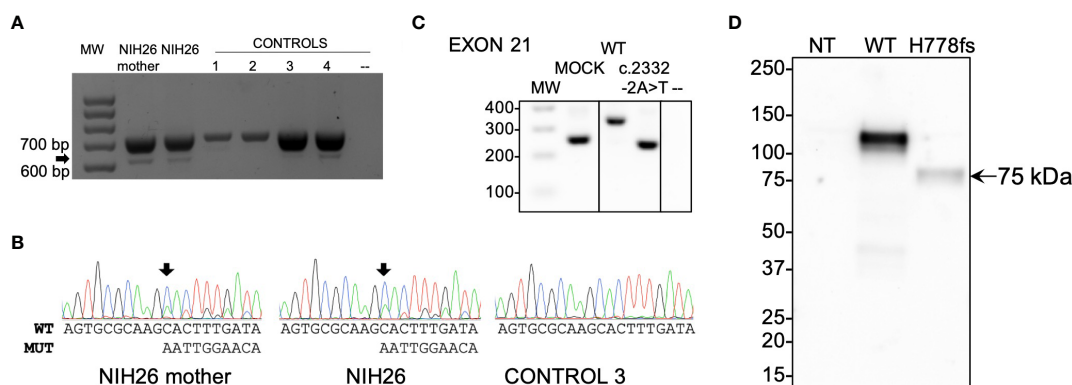 A
MW
NIH26 NIH26
mother
CONTROLS
1 2 3 4 --
700 bp
600 bp
B
WT AGTGCGCAAGCACTTTGATA AGTGCGCAAGCACTTTGATA AGTGCGCAAGCACTTTGATA
MUT AATTGGAACA AATTGGAACA
NIH26 mother NIH26 CONTROL 3
C
EXON 21
WT
MOCK c.2332
MW -2A>T --
400
300
200
100
D
NT WT H778fs
250
150
100
75
50
37
25
20
15
75 kDa